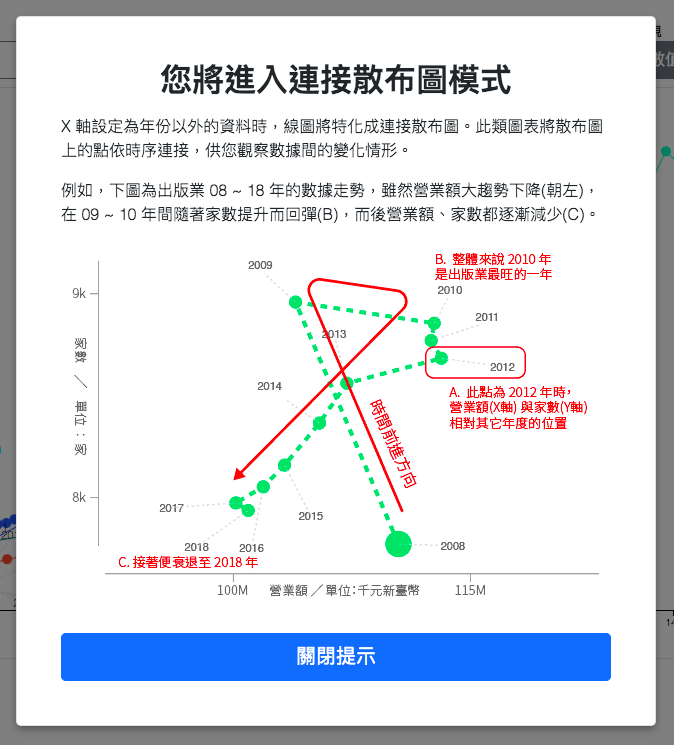 您將進入連接散布圖模式
X 軸設定為年份以外的資料時，線圖將特化成連接散布圖。此類圖表將散布圖
上的點依時序連接，供您觀察數據間的變化情形。
例如，下圖為出版業 08 ~ 18 年的數據走勢，雖然營業額大趨勢下降(朝左)，
在 09 ~ 10 年間隨著家數提升而回彈(B)，而後營業額、家數都逐漸減少(C)。
B. 整體來說 2010 年
是出版業最旺的一年
2009
2010
9k
2011
2013
家數 ／ 單位：家
2012
2014
A. 此點為 2012 年時，
營業額(X軸) 與家數(Y軸)
相對其它年度的位置
時間前進方向
8k
2017
2015
2018
2016
2008
C. 接著便衰退至 2018 年
100M
營業額 ／單位：千元新臺幣
115M
關閉提示